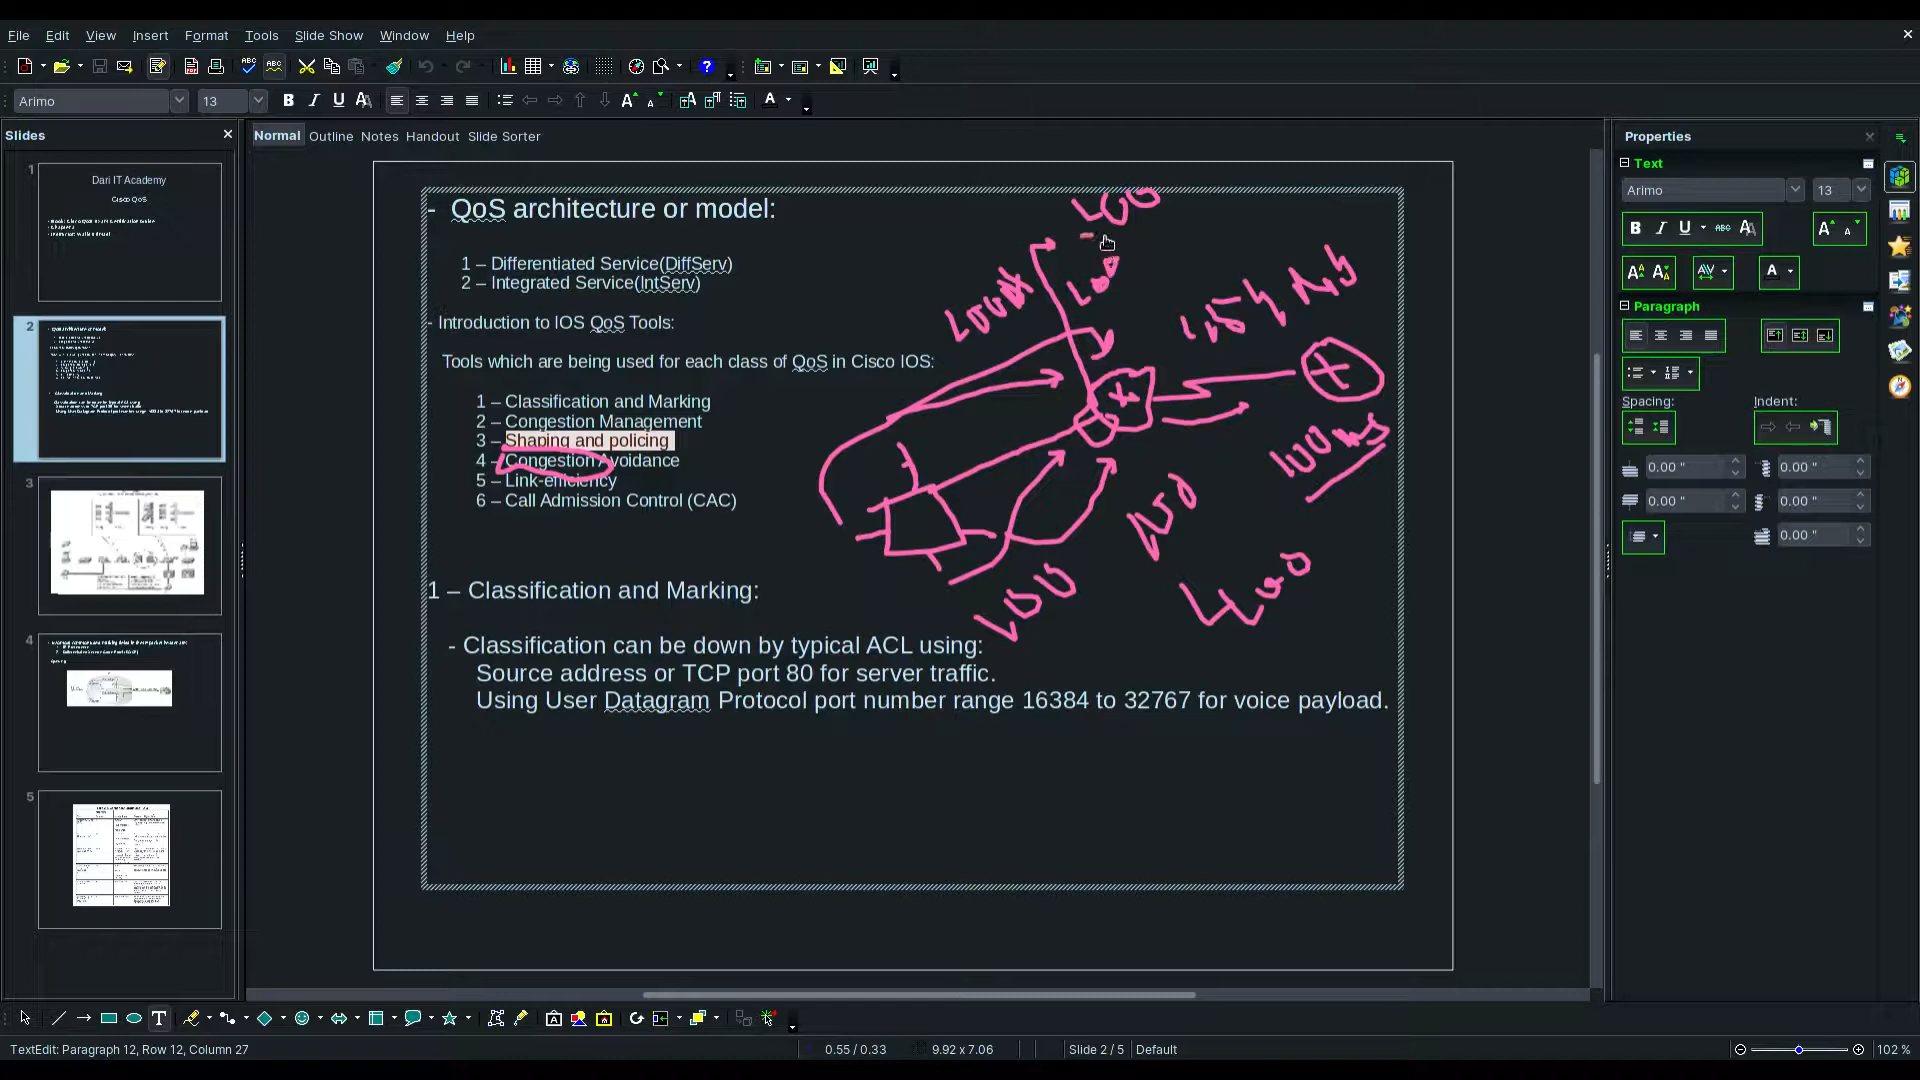 File Edit View Insert Format Tools Slide Show Window Help
Arimo 13
Slides
Normal Outline Notes Handout Slide Sorter
1
Dari IT Academy
Cisco QoS
2
3
4
5
- QoS architecture or model:
1 – Differentiated Service(DiffServ)
2 – Integrated Service(IntServ)
- Introduction to IOS QoS Tools:
Tools which are being used for each class of QoS in Cisco IOS:
1 – Classification and Marking
2 – Congestion Management
3 – Shaping and policing
4 – Congestion Avoidance
5 – Link-efficiency
6 – Call Admission Control (CAC)
1 – Classification and Marking:
- Classification can be down by typical ACL using:
Source address or TCP port 80 for server traffic.
Using User Datagram Protocol port number range 16384 to 32767 for voice payload.
100
400
Properties
Text
Arimo 13
Paragraph
Spacing: Indent:
0.00 " 0.00 "
0.00 " 0.00 "
0.00 "
TextEdit: Paragraph 12, Row 12, Column 27
0.55 / 0.33
9.92 x 7.06
Slide 2 / 5
Default
102 %